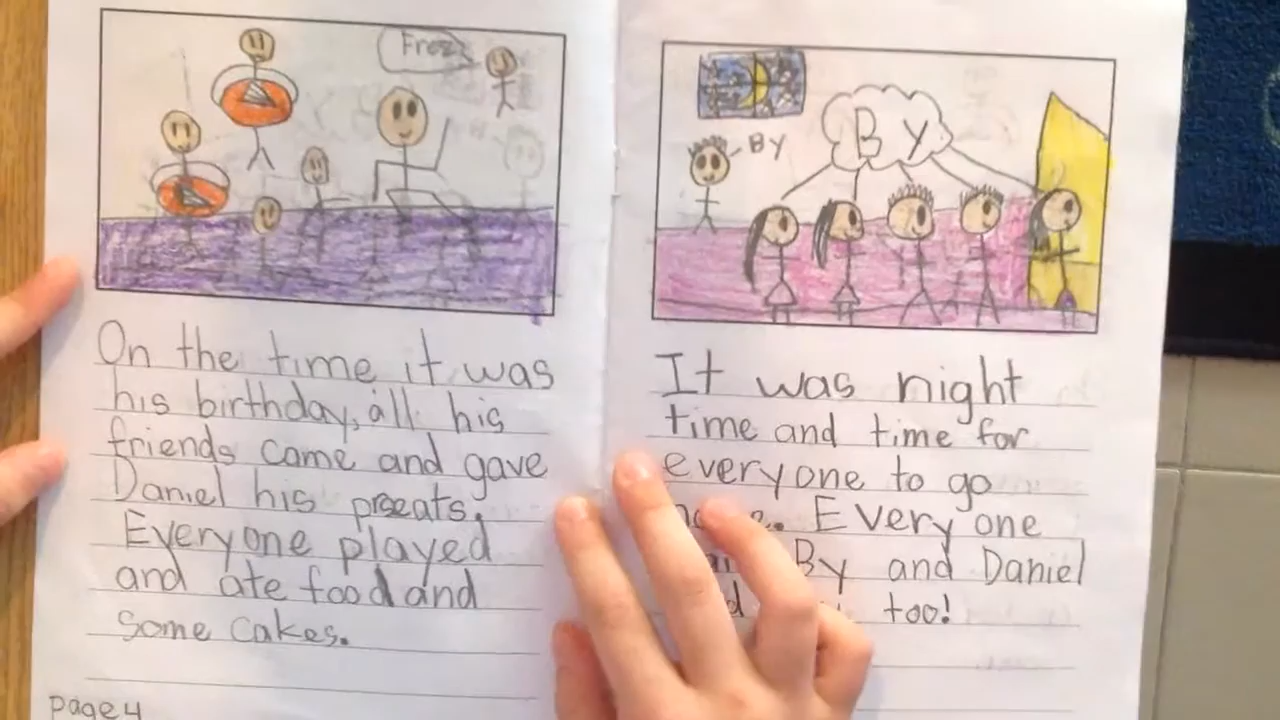 Froz
On the time it was
his birthday, all his
friends came and gave
Daniel his prseats.
Everyone played
and ate food and
some cakes.
page 4
By
By
It was night
time and time for
everyone to go
Every one
By and Daniel
too!